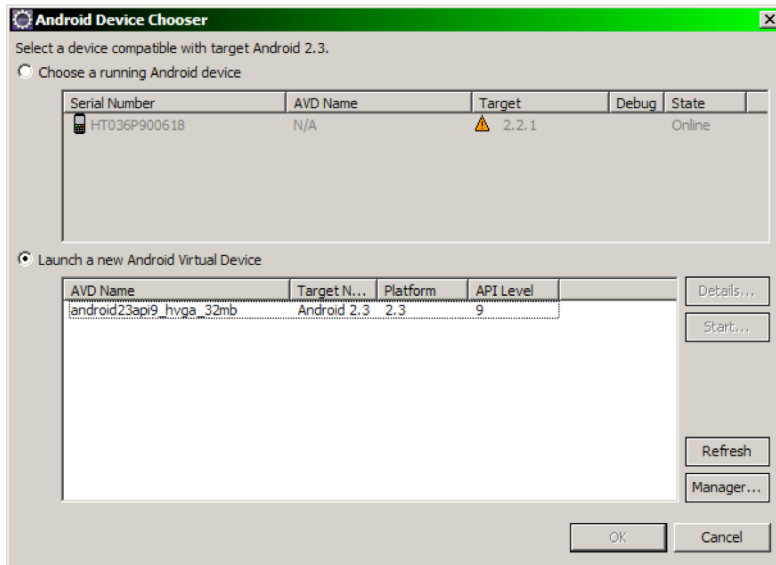 Android Device Chooser
Select a device compatible with target Android 2.3.
Choose a running Android device
Serial Number AVD Name Target Debug State
HT036P900618 N/A 2.2.1 Online
Launch a new Android Virtual Device
AVD Name Target N... Platform API Level
android23api9_hvga_32mb Android 2.3 2.3 9
Details...
Start...
Refresh
Manager...
OK Cancel